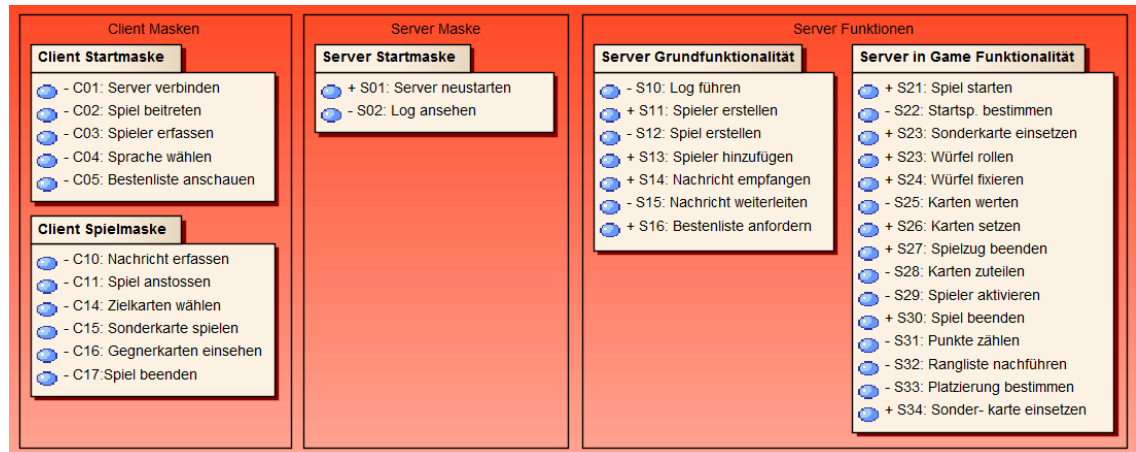 Client Masken
Client Startmaske
- C01: Server verbinden
- C02: Spiel beitreten
- C03: Spieler erfassen
- C04: Sprache wählen
- C05: Bestenliste anschauen
Client Spielmaske
- C10: Nachricht erfassen
- C11: Spiel anstossen
- C14: Zielkarten wählen
- C15: Sonderkarte spielen
- C16: Gegnerkarten einsehen
- C17:Spiel beenden
Server Maske
Server Startmaske
+ S01: Server neustarten
- S02: Log ansehen
Server Funktionen
Server Grundfunktionalität
- S10: Log führen
+ S11: Spieler erstellen
- S12: Spiel erstellen
+ S13: Spieler hinzufügen
+ S14: Nachricht empfangen
- S15: Nachricht weiterleiten
+ S16: Bestenliste anfordern
Server in Game Funktionalität
+ S21: Spiel starten
- S22: Startsp. bestimmen
+ S23: Sonderkarte einsetzen
+ S23: Würfel rollen
+ S24: Würfel fixieren
- S25: Karten werten
+ S26: Karten setzen
+ S27: Spielzug beenden
- S28: Karten zuteilen
- S29: Spieler aktivieren
+ S30: Spiel beenden
- S31: Punkte zählen
- S32: Rangliste nachführen
- S33: Platzierung bestimmen
+ S34: Sonder- karte einsetzen